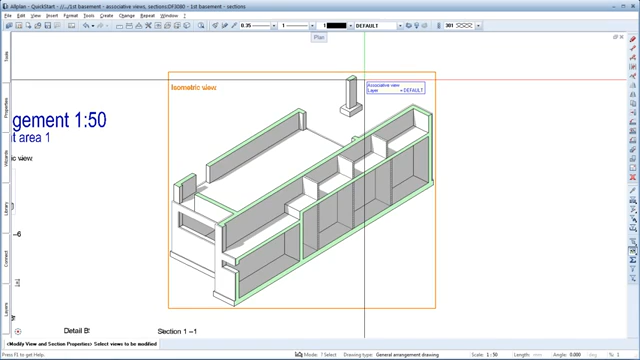 Allplan - QuickStart - /.../1st basement - associative views, sections:DF3080 - 1st basement - sections
File Edit View Insert Format Tools Create Change Repeat Window ?
0.35 1 1 DEFAULT 301
Plan
Tools
Properties
Wizards
Library
Connect
Layers
Isometric view
Associative view
Layer = DEFAULT
gement 1:50
t area 1
ic view
-6
Detail B:
Section 1 -1
<Modify View and Section Properties> Select views to be modified
Press F1 to get Help. Mode: ? Select Drawing type: General arrangement drawing Scale: 1 : 50 Length: m Angle: 0.000 deg %: 1